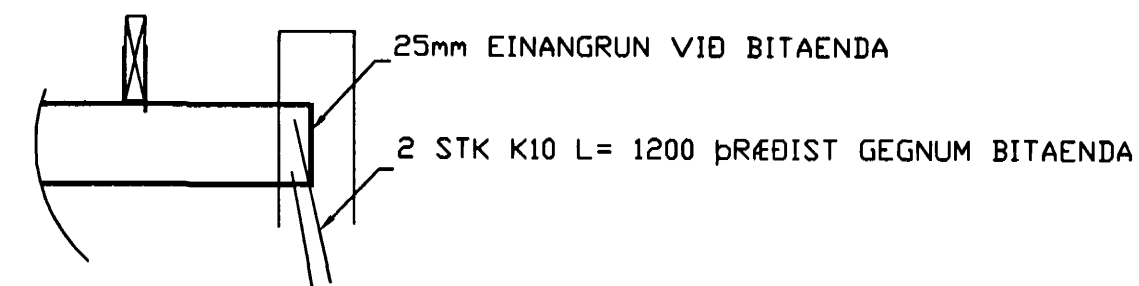 25mm EINANGRUN VIÐ BITAENDA
2 STK K10 L= 1200 ÞRÆÐIST GEGNUM BITAENDA